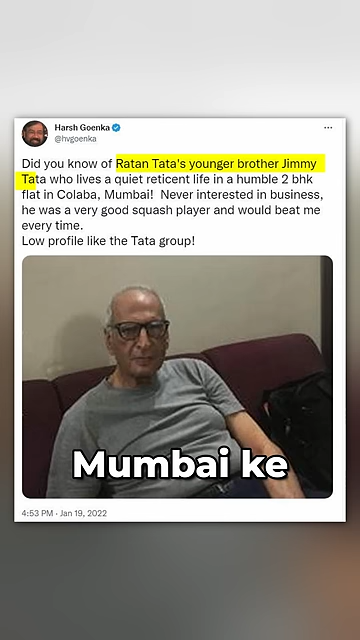 Harsh Goenka
@hvgoenka
Did you know of Ratan Tata's younger brother Jimmy
Tata who lives a quiet reticent life in a humble 2 bhk
flat in Colaba, Mumbai! Never interested in business,
he was a very good squash player and would beat me
every time.
Low profile like the Tata group!
Mumbai ke
4:53 PM · Jan 19, 2022